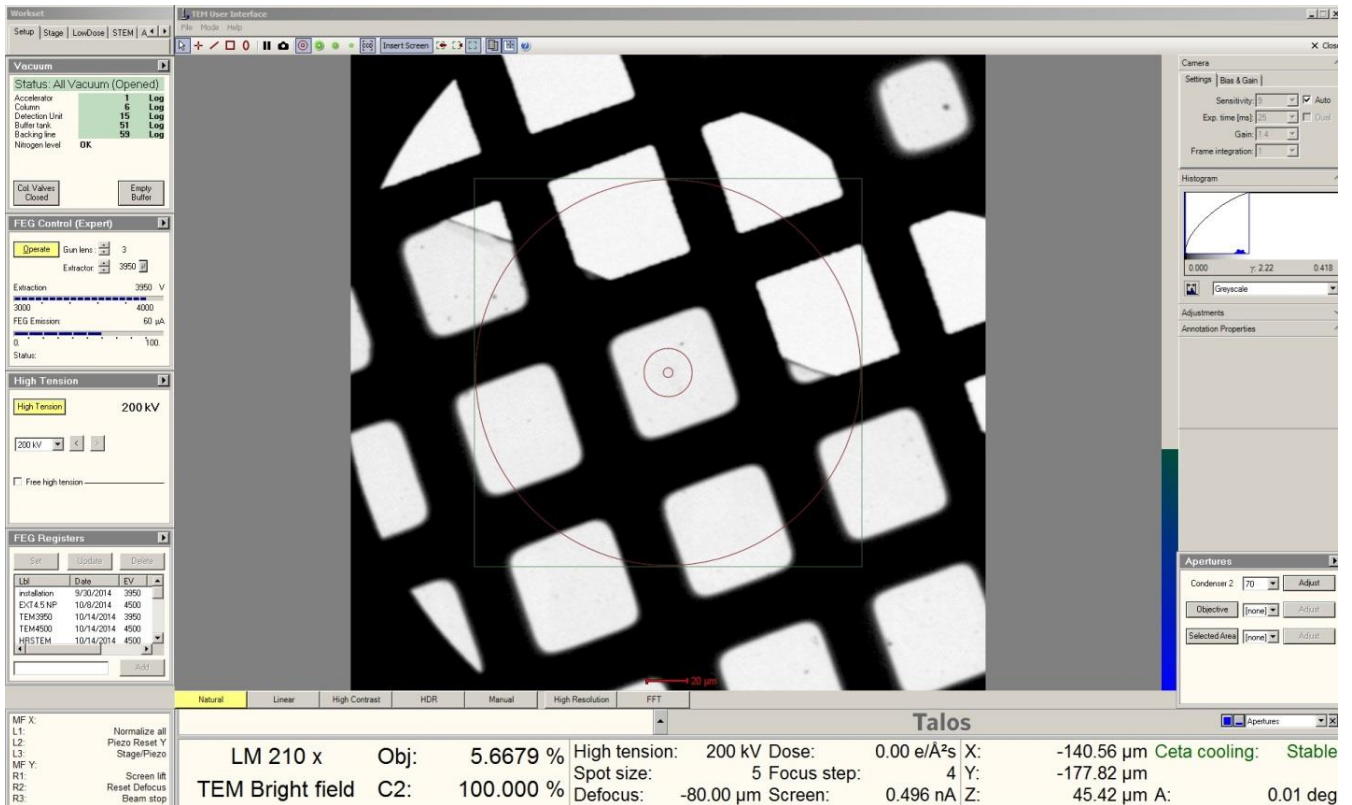 Workset
TEM User Interface
File Mode Help
Setup Stage LowDose STEM A
Insert Screen
Close
Vacuum
Status: All Vacuum (Opened)
Accelerator 1 Log
Column 6 Log
Detection Unit 15 Log
Buffer tank 51 Log
Backing line 59 Log
Nitrogen level OK
Col. Valves Closed
Empty Buffer
FEG Control (Expert)
Operate Gun lens: 3
Extractor: 3950
Extraction 3950 V
3000 4000
FEG Emission: 60 µA
0. 100.
Status:
High Tension
High Tension 200 kV
200 kV < >
Free high tension
FEG Registers
Set Update Delete
Lbl Date EV
installation 9/30/2014 3950
EXT4.5 NP 10/8/2014 4500
TEM3950 10/14/2014 3950
TEM4500 10/14/2014 4500
HRSTEM 10/14/2014 4500
Add
MF X:
L1: Normalize all
L2: Piezo Reset Y
L3: Stage/Piezo
MF Y:
R1: Screen lift
R2: Reset Defocus
R3: Beam stop
20 µm
Natural Linear High Contrast HDR Manual High Resolution FFT
Camera
Settings Bias & Gain
Sensitivity: 9 Auto
Exp. time [ms]: 25 Dual
Gain: 1.4
Frame integration: 1
Histogram
0.000 γ: 2.22 0.418
Greyscale
Adjustments
Annotation Properties
Apertures
Condenser 2 70 Adjust
Objective [none] Adjust
Selected Area [none] Adjust
Talos
Apertures
LM 210 x Obj: 5.6679 %
TEM Bright field C2: 100.000 %
High tension: 200 kV Dose: 0.00 e/Å²s X: -140.56 µm Ceta cooling: Stable
Spot size: 5 Focus step: 4 Y: -177.82 µm
Defocus: -80.00 µm Screen: 0.496 nA Z: 45.42 µm A: 0.01 deg